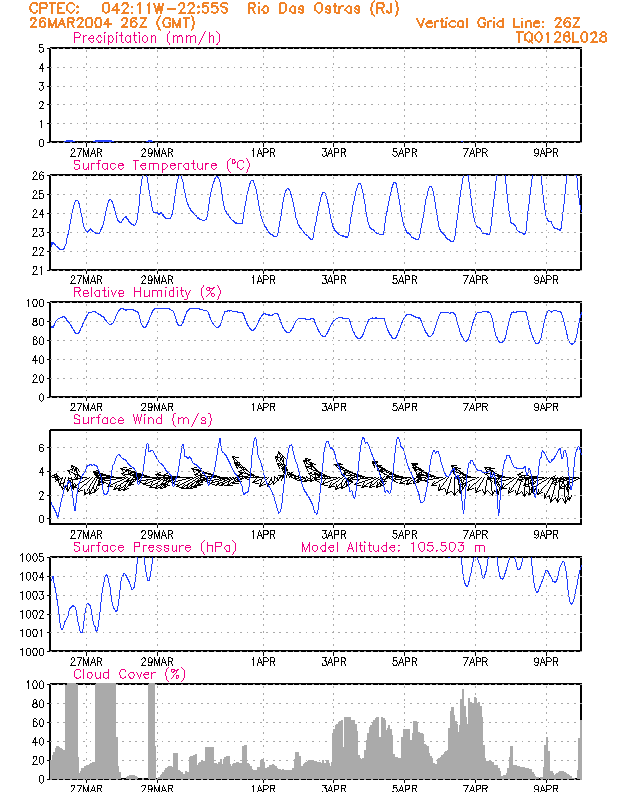 CPTEC: 042:11W-22:55S Rio Das Ostras (RJ)
26MAR2004 26Z (GMT) Vertical Grid Line: 26Z
Precipitation (mm/h) TQ0126L028
5
4
3
2
1
0
27MAR 29MAR 1APR 3APR 5APR 7APR 9APR
Surface Temperature (ºC)
26
25
24
23
22
21
27MAR 29MAR 1APR 3APR 5APR 7APR 9APR
Relative Humidity (%)
100
80
60
40
20
0
27MAR 29MAR 1APR 3APR 5APR 7APR 9APR
Surface Wind (m/s)
6
4
2
0
27MAR 29MAR 1APR 3APR 5APR 7APR 9APR
Surface Pressure (hPa) Model Altitude: 105.503 m
1005
1004
1003
1002
1001
1000
27MAR 29MAR 1APR 3APR 5APR 7APR 9APR
Cloud Cover (%)
100
80
60
40
20
0
27MAR 29MAR 1APR 3APR 5APR 7APR 9APR